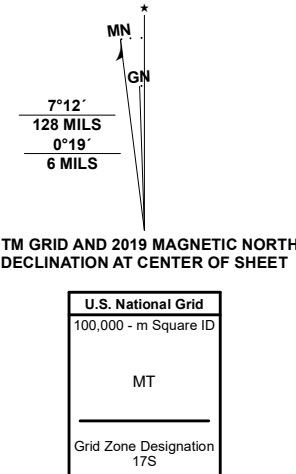 ★
MN
GN
7°12´
128 MILS
0°19´
6 MILS
TM GRID AND 2019 MAGNETIC NORTH
DECLINATION AT CENTER OF SHEET
U.S. National Grid
100,000 - m Square ID
MT
Grid Zone Designation
17S